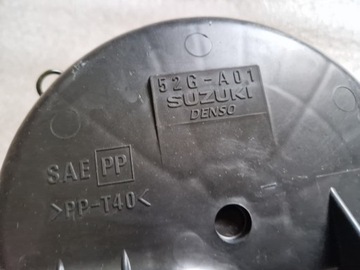 52G-A01
SUZUKI
DENSO
SAE PP
>PP-T40<